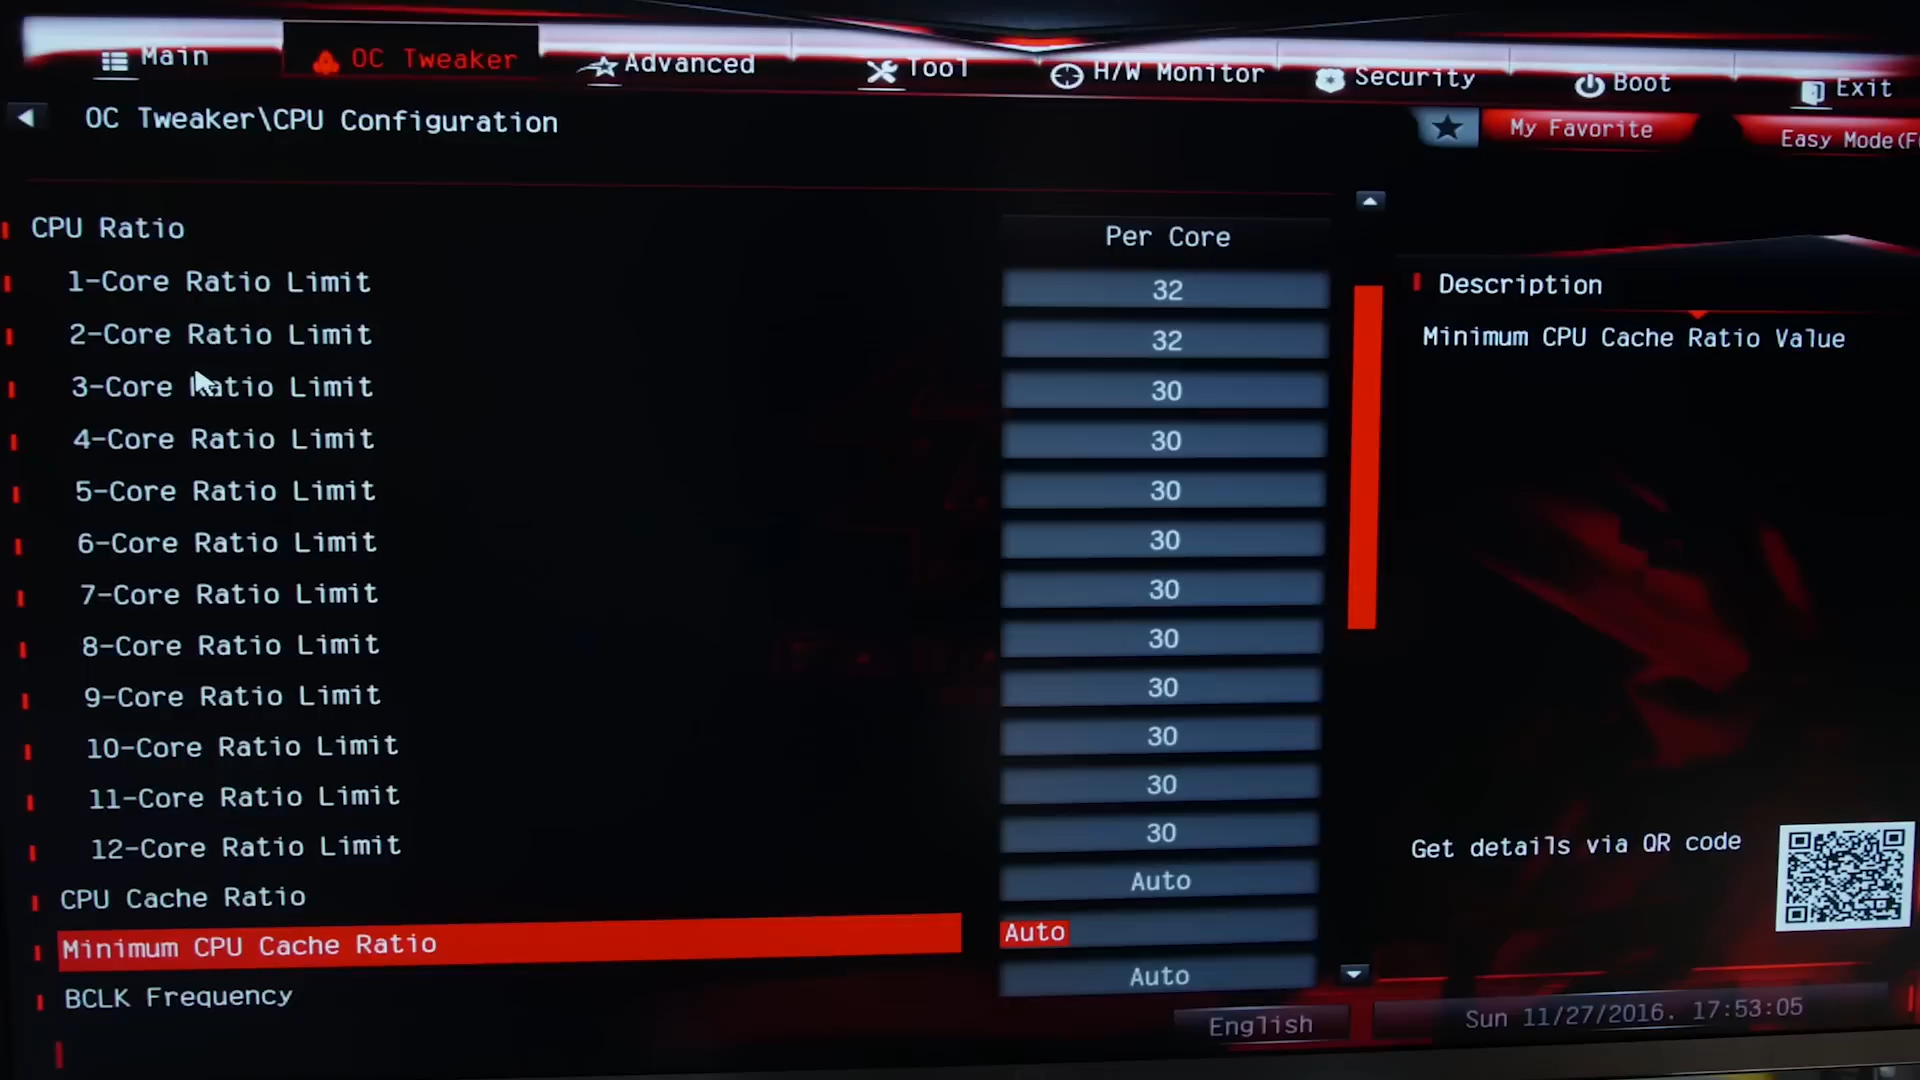 Main
OC Tweaker
Advanced
Tool
H/W Monitor
Security
Boot
Exit
OC Tweaker\CPU Configuration
My Favorite
Easy Mode(F
CPU Ratio Per Core
1-Core Ratio Limit 32
2-Core Ratio Limit 32
3-Core Ratio Limit 30
4-Core Ratio Limit 30
5-Core Ratio Limit 30
6-Core Ratio Limit 30
7-Core Ratio Limit 30
8-Core Ratio Limit 30
9-Core Ratio Limit 30
10-Core Ratio Limit 30
11-Core Ratio Limit 30
12-Core Ratio Limit 30
CPU Cache Ratio Auto
Minimum CPU Cache Ratio Auto
BCLK Frequency Auto
Description
Minimum CPU Cache Ratio Value
Get details via QR code
English
Sun 11/27/2016. 17:53:05